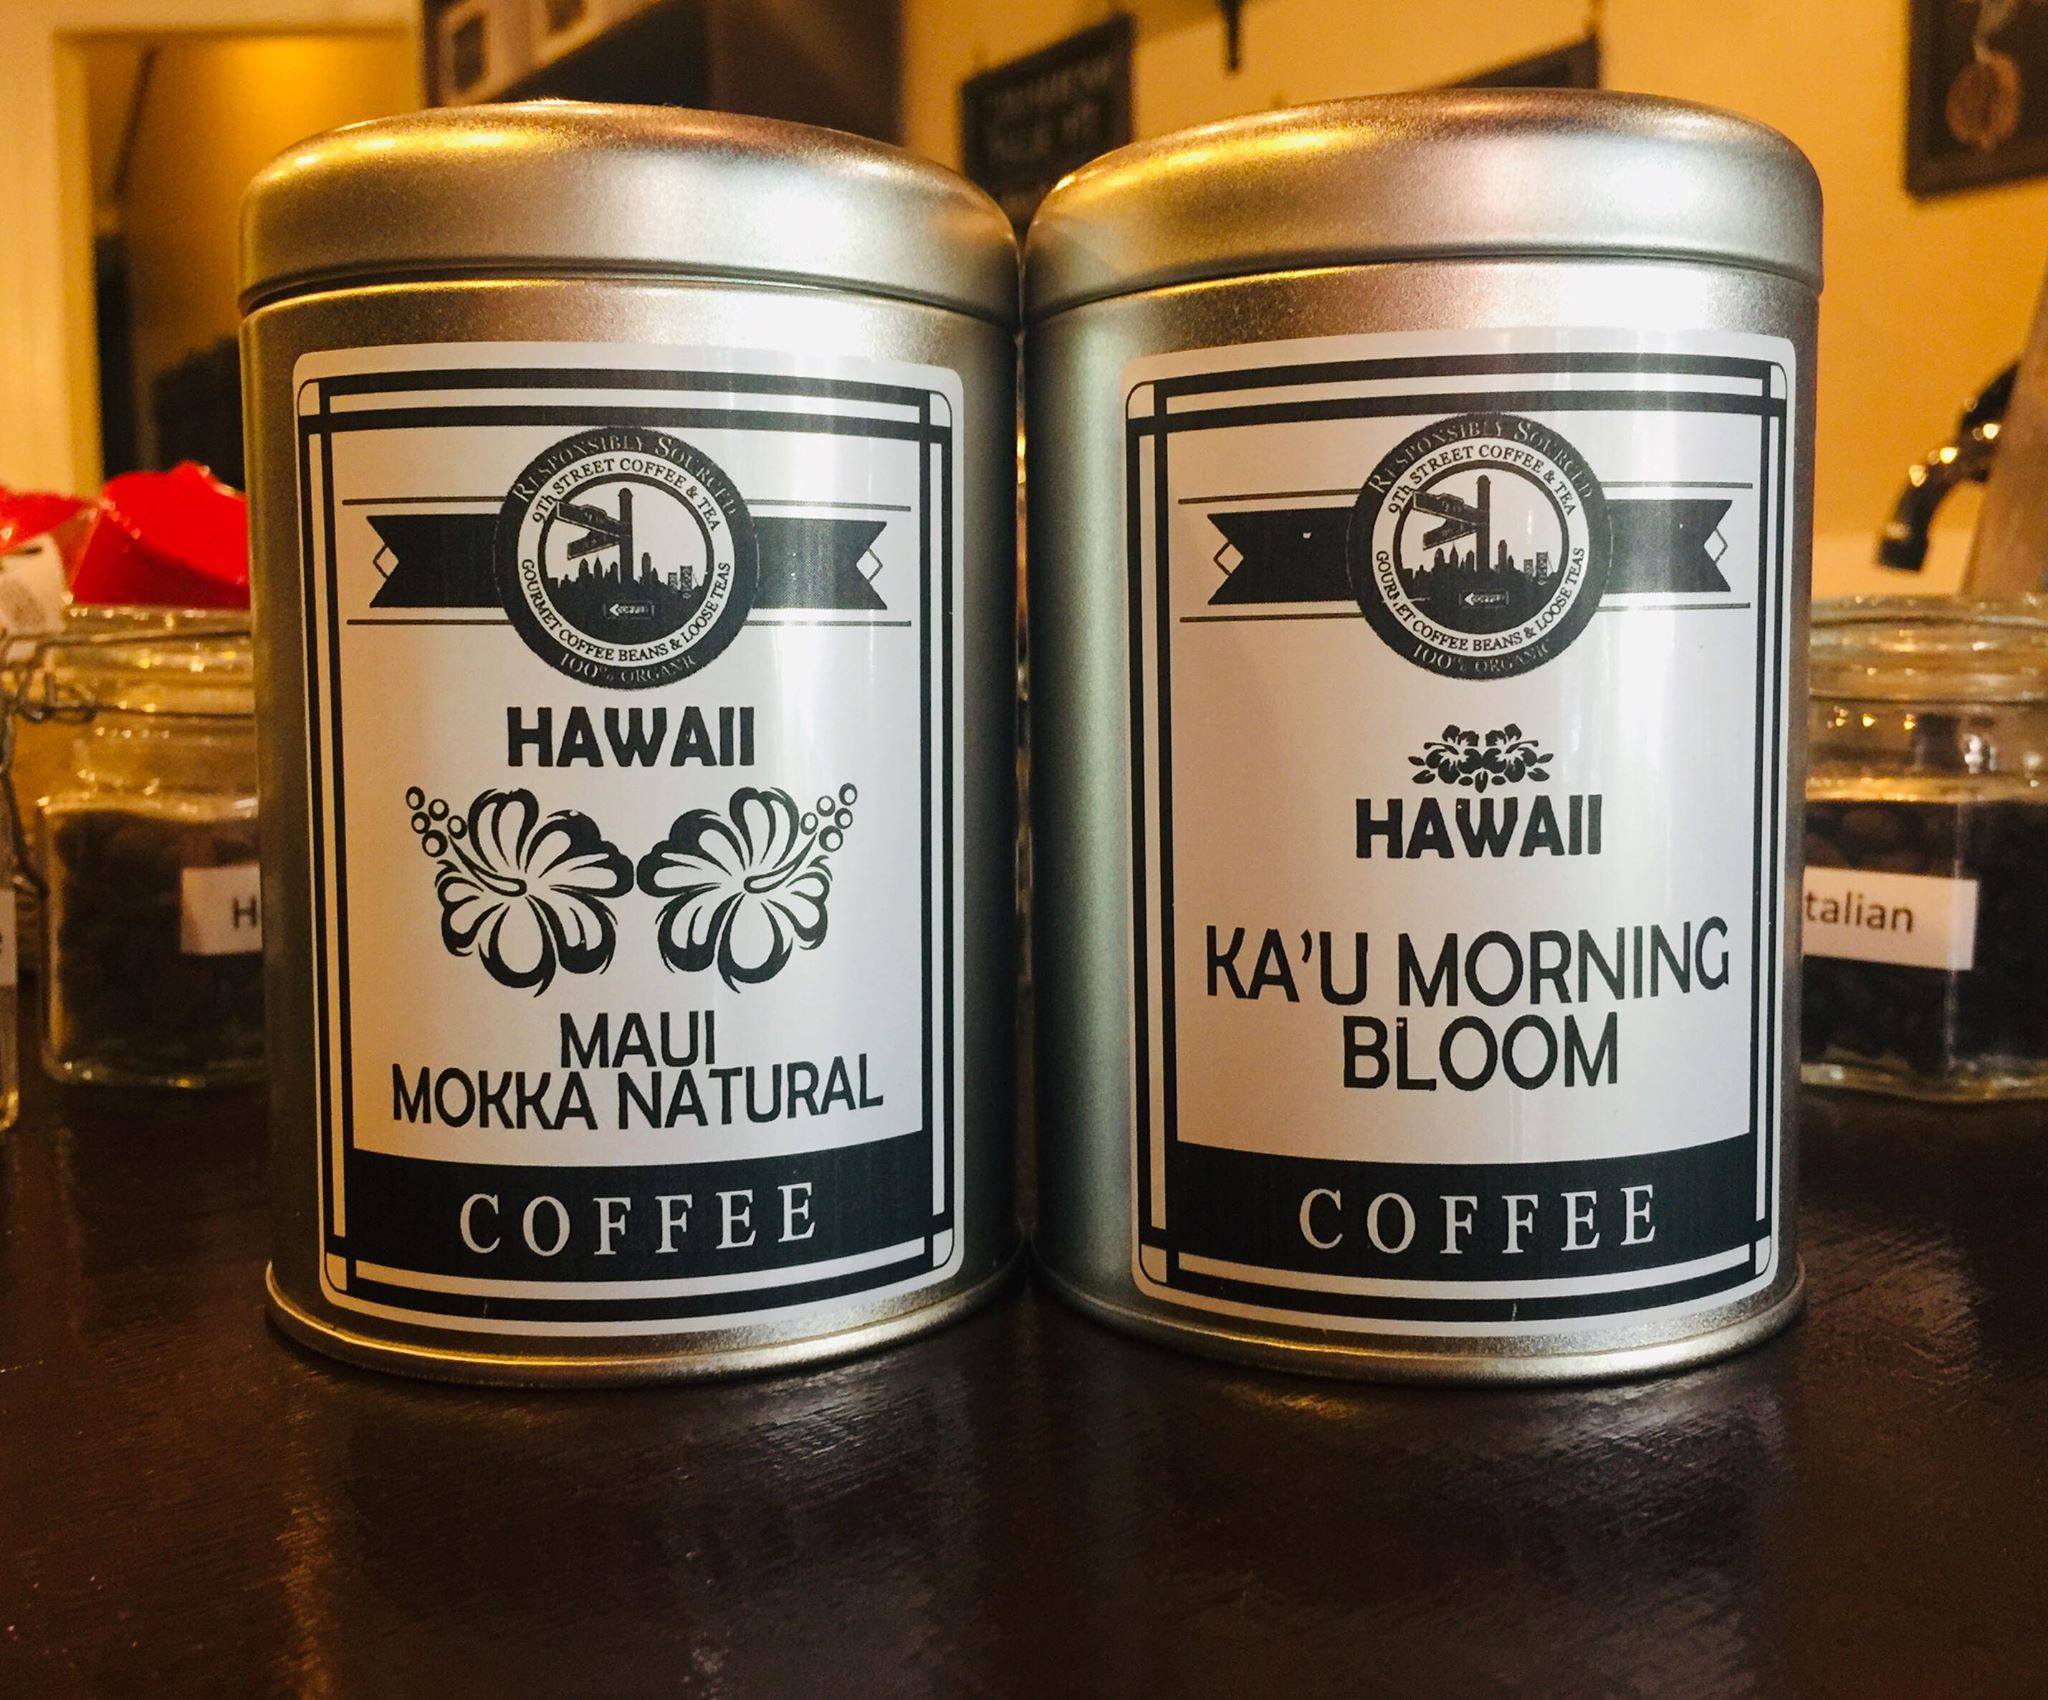 RESPONSIBLY SOURCED
9Th STREET COFFEE & TEA
GOURMET COFFEE BEANS & LOOSE TEAS
100% ORGANIC
HAWAII
MAUI
MOKKA NATURAL
COFFEE
RESPONSIBLY SOURCED
9Th STREET COFFEE & TEA
GOURMET COFFEE BEANS & LOOSE TEAS
100% ORGANIC
HAWAII
KA'U MORNING
BLOOM
COFFEE
talian